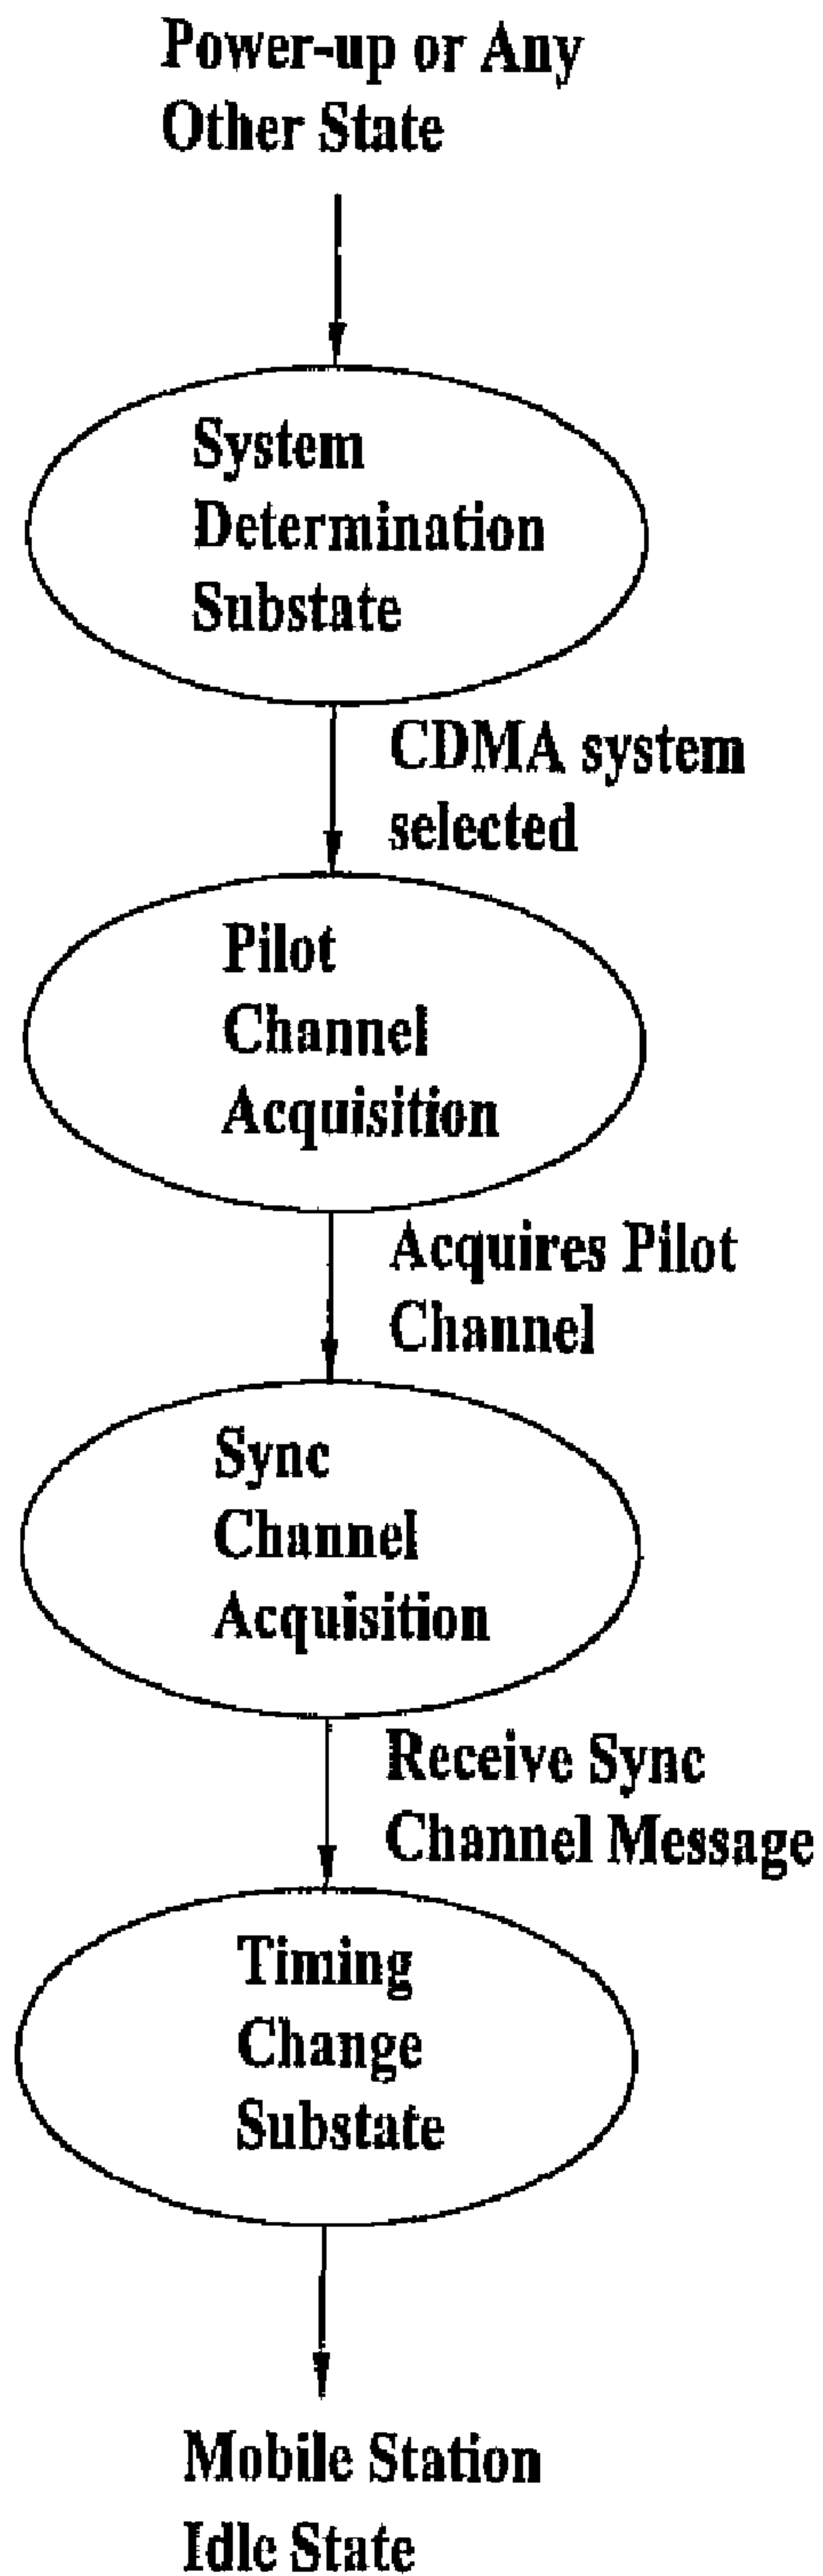 Power-up or Any
Other State
System
Determination
Substate
CDMA system
selected
Pilot
Channel
Acquisition
Acquires Pilot
Channel
Sync
Channel
Acquisition
Receive Sync
Channel Message
Timing
Change
Substate
Mobile Station
Idle State